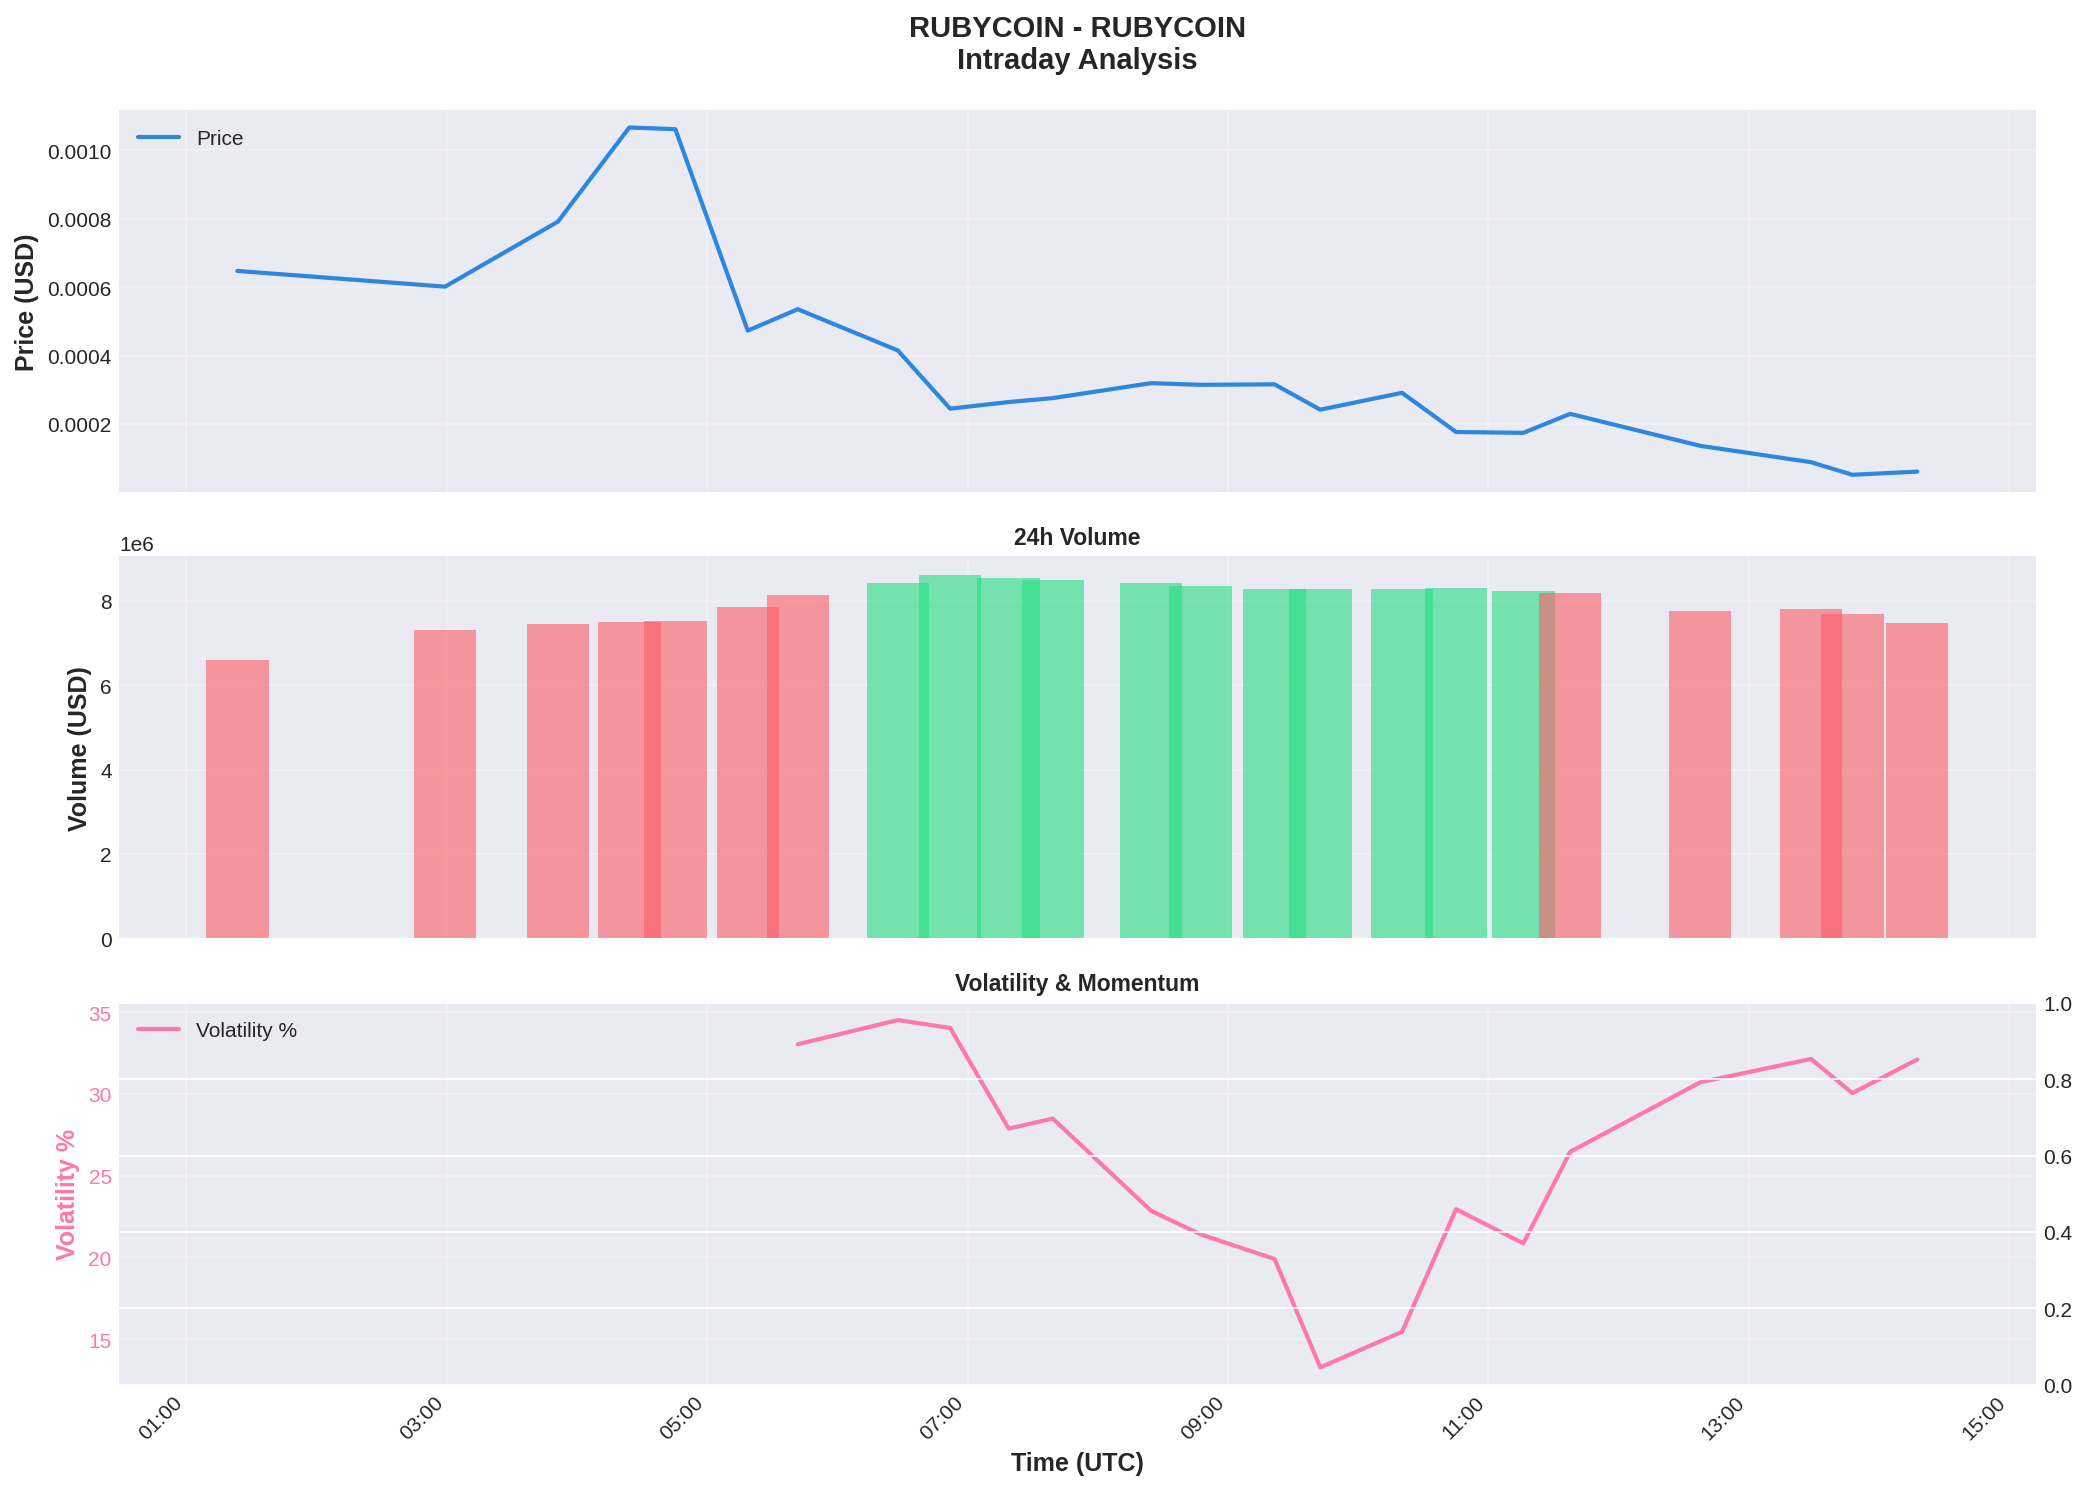 RUBYCOIN - RUBYCOIN
Intraday Analysis
Price
Price (USD)
0.0010
0.0008
0.0006
0.0004
0.0002
24h Volume
1e6
Volume (USD)
8
6
4
2
0
Volatility & Momentum
Volatility %
Volatility %
35
30
25
20
15
1.0
0.8
0.6
0.4
0.2
0.0
01:00
03:00
05:00
07:00
09:00
11:00
13:00
15:00
Time (UTC)